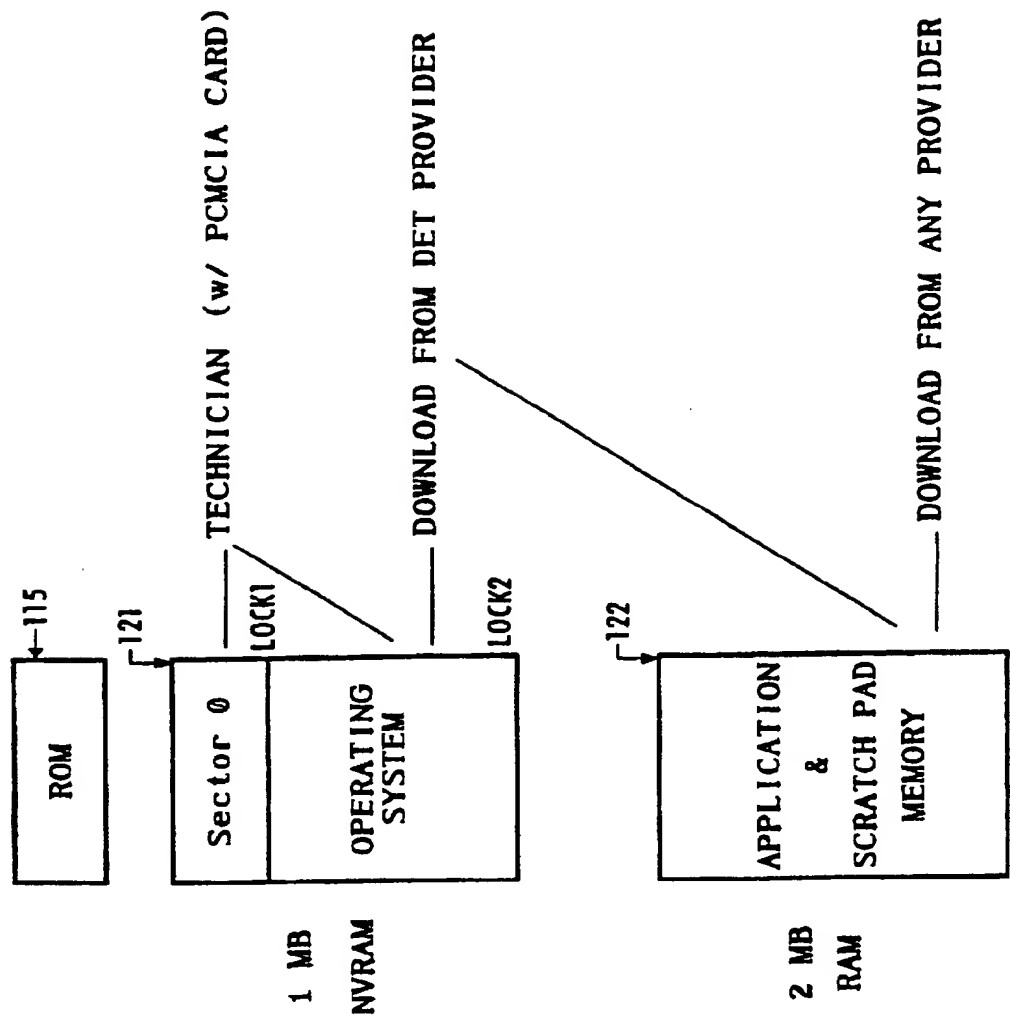 115
ROM
121
Sector 0
TECHNICIAN (w/ PCMCIA CARD)
LOCK1
1 MB
NVRAM
OPERATING
SYSTEM
DOWNLOAD FROM DET PROVIDER
LOCK2
122
2 MB
RAM
APPLICATION
&
SCRATCH PAD
MEMORY
DOWNLOAD FROM ANY PROVIDER